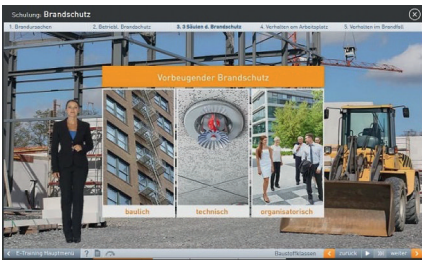 Schulung: Brandschutz
1. Brandursachen
2. Betriebl. Brandschutz
3. 3 Säulen d. Brandschutz
4. Verhalten am Arbeitsplatz
5. Verhalten im Brandfall
Vorbeugender Brandschutz
baulich
technisch
organisatorisch
E-Training Hauptmenü
?
Baustoffklassen
zurück
weiter